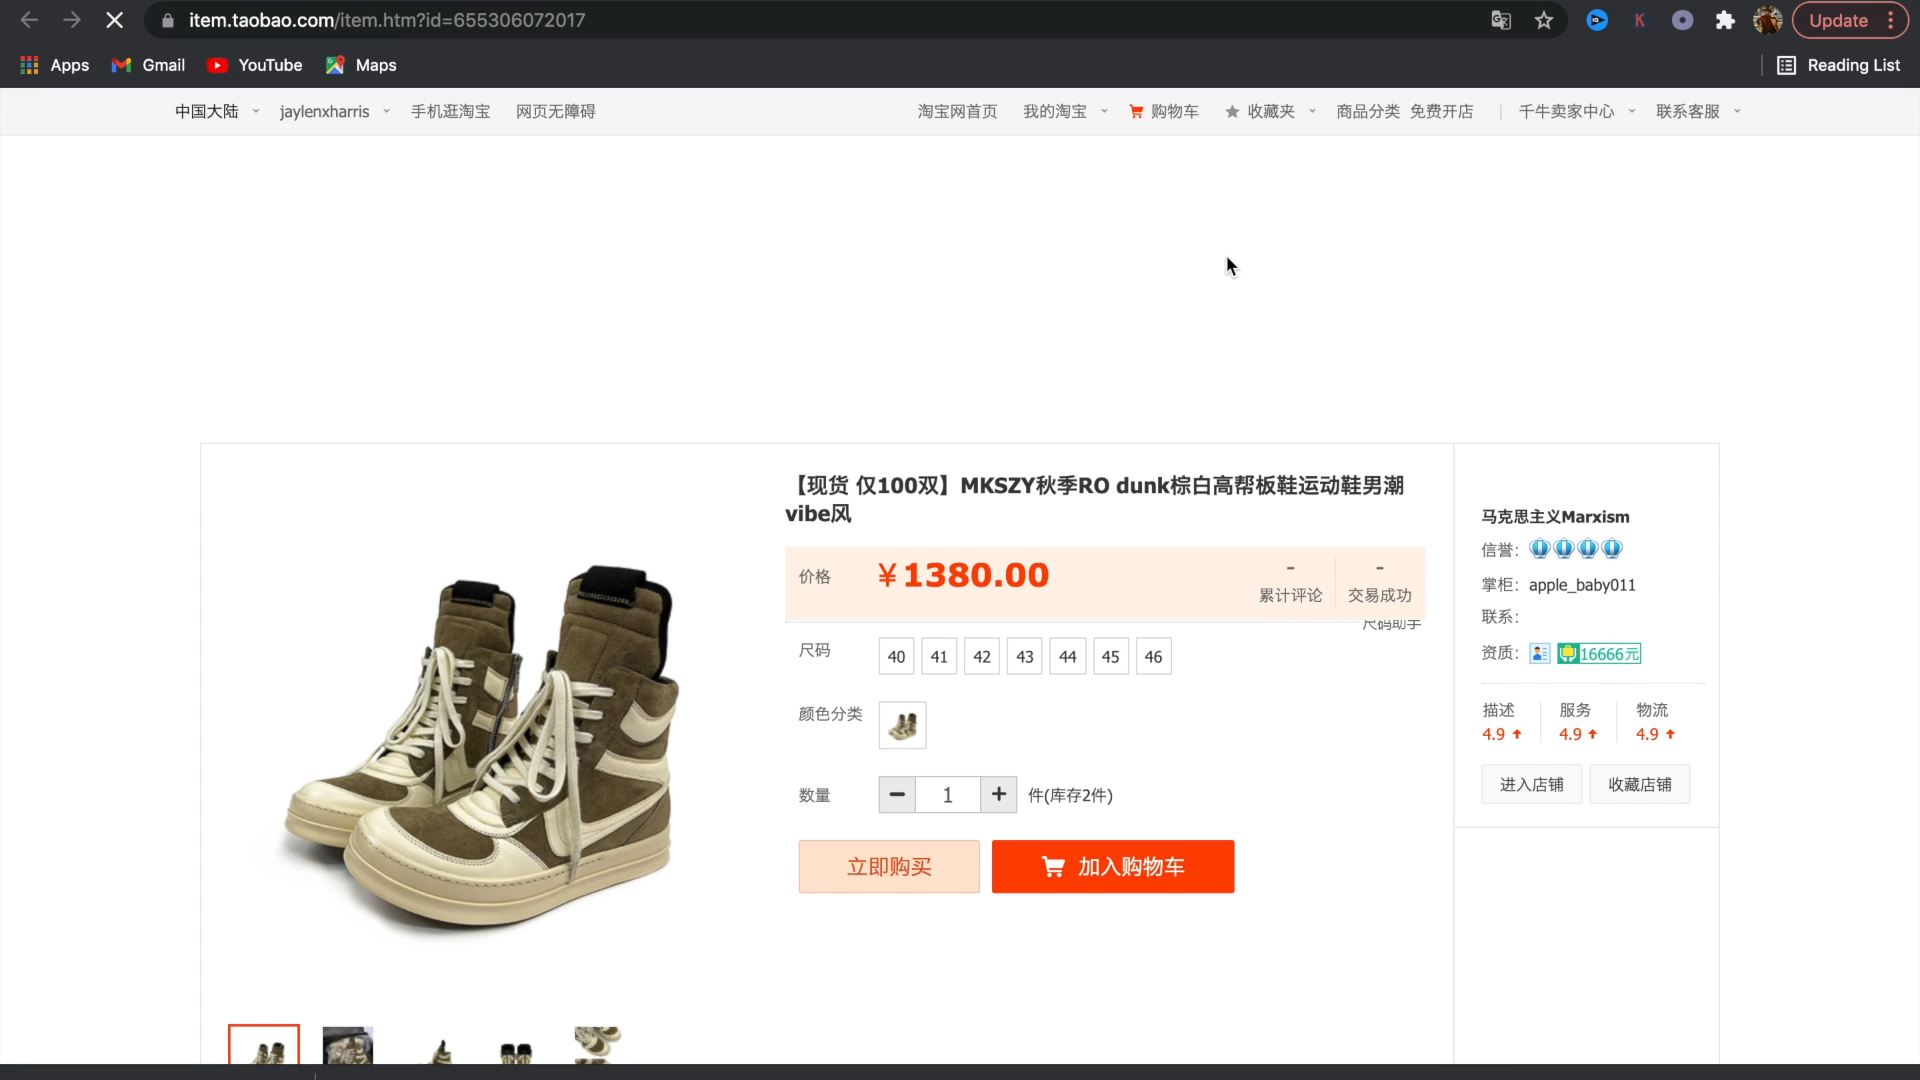 item.taobao.com/item.htm?id=655306072017
K
Update
Apps
Gmail
YouTube
Maps
Reading List
中国大陆
jaylenxharris
手机逛淘宝
网页无障碍
淘宝网首页
我的淘宝
购物车
收藏夹
商品分类
免费开店
千牛卖家中心
联系客服
【现货 仅100双】MKSZY秋季RO dunk棕白高帮板鞋运动鞋男潮
vibe风
价格
¥1380.00
-
累计评论
-
交易成功
尺码助手
尺码
40
41
42
43
44
45
46
颜色分类
数量
1
件(库存2件)
立即购买
加入购物车
马克思主义Marxism
信誉：
掌柜：apple_baby011
联系：
资质：
16666元
描述
服务
物流
4.9
4.9
4.9
进入店铺
收藏店铺